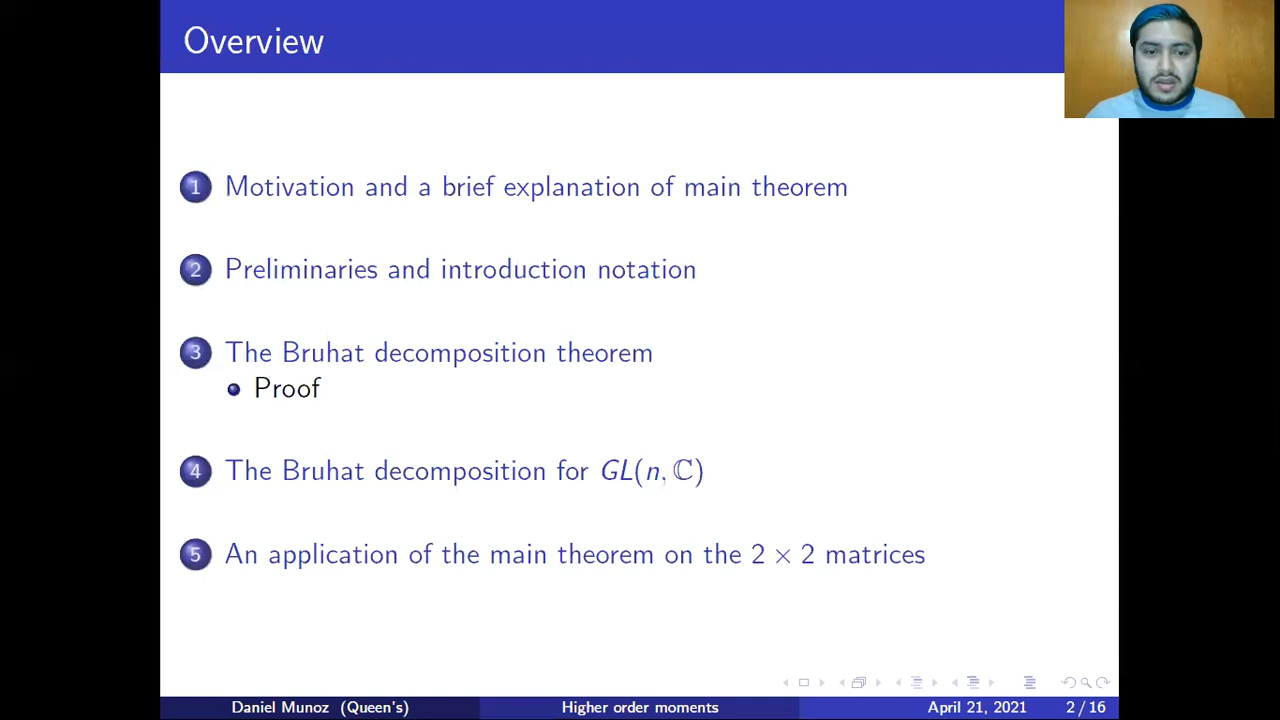 Overview
1 Motivation and a brief explanation of main theorem
2 Preliminaries and introduction notation
3 The Bruhat decomposition theorem
Proof
4 The Bruhat decomposition for GL(n, ℂ)
5 An application of the main theorem on the 2 × 2 matrices
Daniel Munoz (Queen's) Higher order moments April 21, 2021 2 / 16